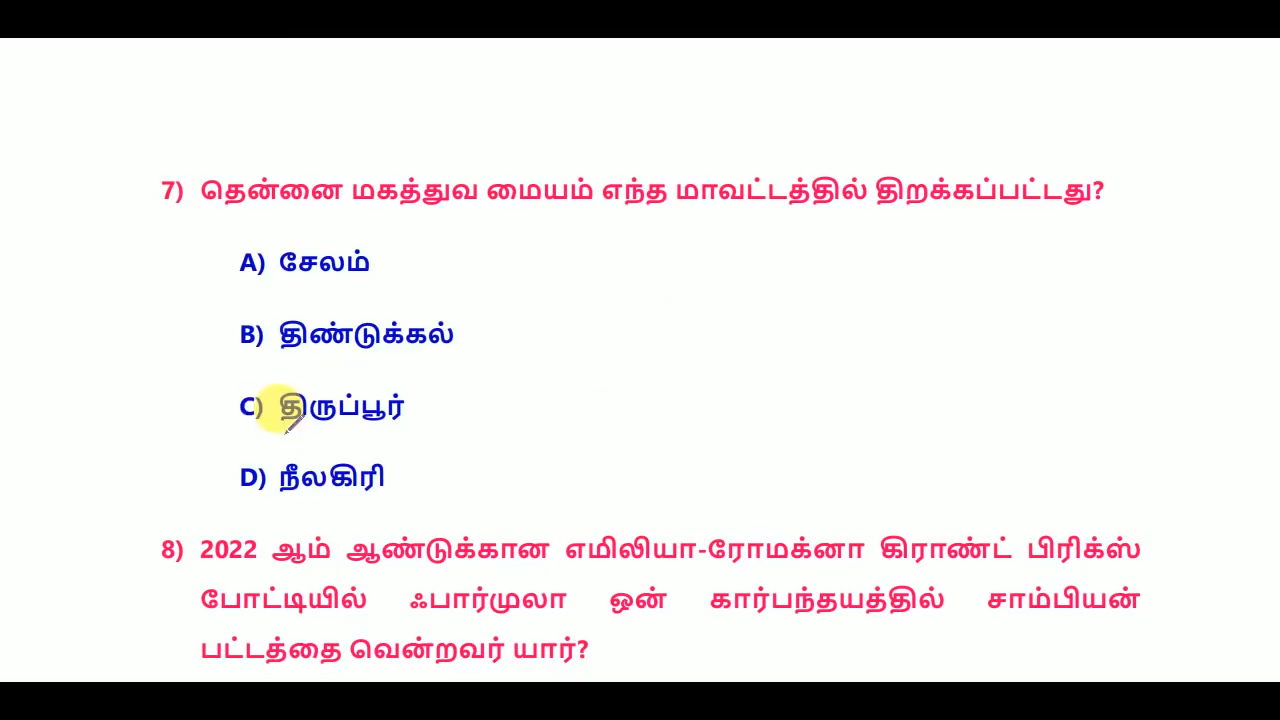 7) தென்னை மகத்துவ மையம் எந்த மாவட்டத்தில் திறக்கப்பட்டது?
A) சேலம்
B) திண்டுக்கல்
C) திருப்பூர்
D) நீலகிரி
8) 2022 ஆம் ஆண்டுக்கான எமிலியா-ரோமக்னா கிராண்ட் பிரிக்ஸ்
போட்டியில் ஃபார்முலா ஒன் கார்பந்தயத்தில் சாம்பியன்
பட்டத்தை வென்றவர் யார்?